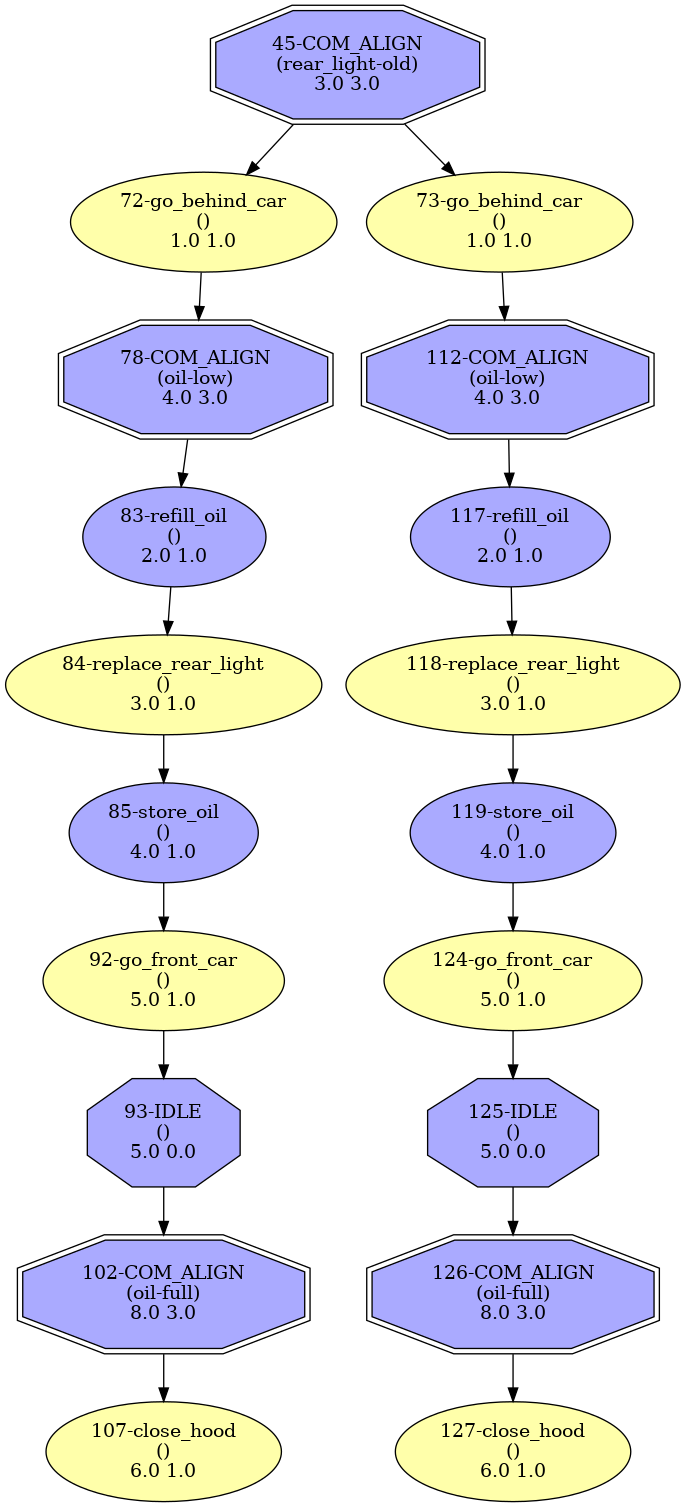 45-COM_ALIGN
(rear_light-old)
3.0 3.0
72-go_behind_car
()
1.0 1.0
73-go_behind_car
()
1.0 1.0
78-COM_ALIGN
(oil-low)
4.0 3.0
112-COM_ALIGN
(oil-low)
4.0 3.0
83-refill_oil
()
2.0 1.0
117-refill_oil
()
2.0 1.0
84-replace_rear_light
()
3.0 1.0
118-replace_rear_light
()
3.0 1.0
85-store_oil
()
4.0 1.0
119-store_oil
()
4.0 1.0
92-go_front_car
()
5.0 1.0
124-go_front_car
()
5.0 1.0
93-IDLE
()
5.0 0.0
125-IDLE
()
5.0 0.0
102-COM_ALIGN
(oil-full)
8.0 3.0
126-COM_ALIGN
(oil-full)
8.0 3.0
107-close_hood
()
6.0 1.0
127-close_hood
()
6.0 1.0